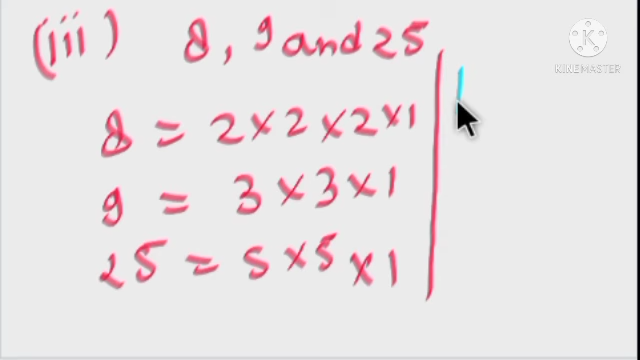 (iii) 8, 9 and 25
8 = 2 × 2 × 2 × 1
9 = 3 × 3 × 1
25 = 5 × 5 × 1
KINEMASTER